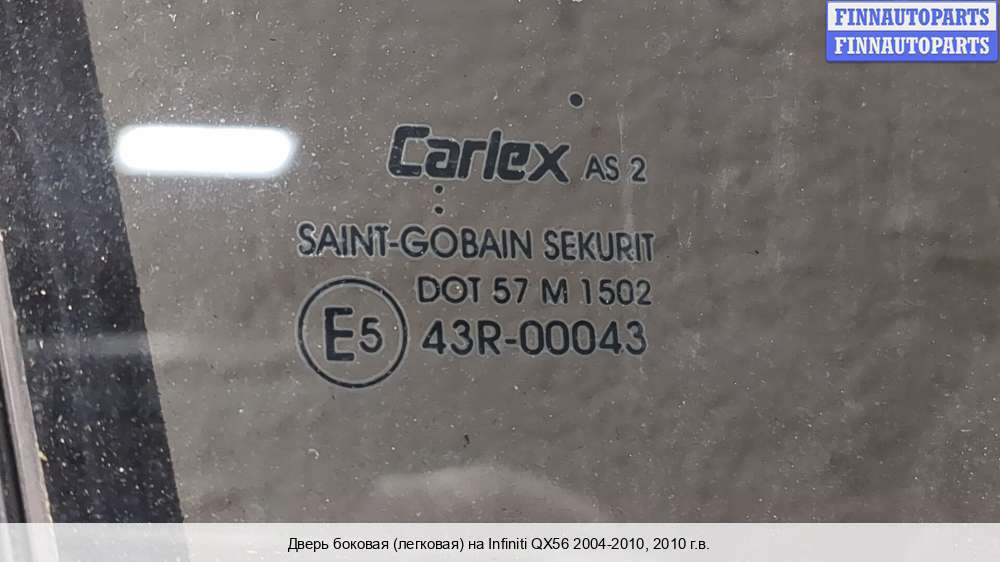 FINNAUTOPARTS
FINNAUTOPARTS
Carlex AS 2
SAINT-GOBAIN SEKURIT
DOT 57 M 1502
E5 43R-00043
Дверь боковая (легковая) на Infiniti QX56 2004-2010, 2010 г.в.